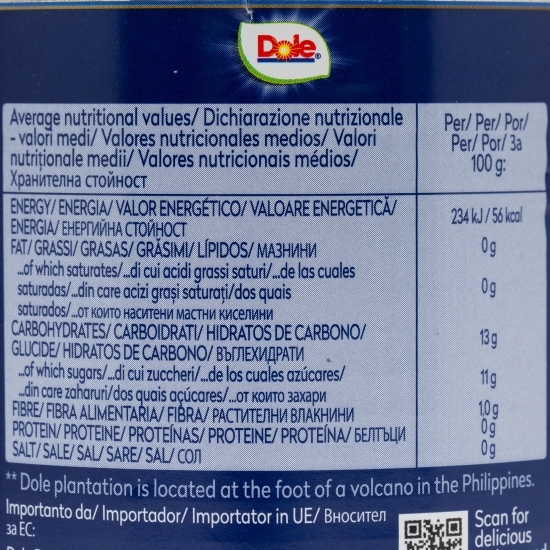 Dole
Average nutritional values/ Dichiarazione nutrizionale
- valori medi/ Valores nutricionales medios/ Valori
nutriționale medii/ Valores nutricionais médios/
Хранителна стойност
Per/ Per/ Por/
Per/ Por/ За
100 g:
ENERGY/ ENERGIA/ VALOR ENERGÉTICO/ VALOARE ENERGETICĂ/
ENERGIA/ ЕНЕРГИЙНА СТОЙНОСТ
234 kJ / 56 kcal
FAT/ GRASSI/ GRASAS/ GRĂSIMI/ LÍPIDOS/ МАЗНИНИ
0 g
...of which saturates/...di cui acidi grassi saturi/...de las cuales
saturadas/...din care acizi grași saturați/dos quais
saturados/...от които наситени мастни киселини
0 g
CARBOHYDRATES/ CARBOIDRATI/ HIDRATOS DE CARBONO/
GLUCIDE/ HIDRATOS DE CARBONO/ ВЪГЛЕХИДРАТИ
13 g
...of which sugars/...di cui zuccheri/...de los cuales azúcares/
...din care zaharuri/dos quais açúcares/...от които захари
11 g
FIBRE/ FIBRA ALIMENTARIA/ FIBRA/ РАСТИТЕЛНИ ВЛАКНИНИ
1,0 g
PROTEIN/ PROTEINE/ PROTEÍNAS/ PROTEINE/ PROTEÍNA/ БЕЛТЪЦИ
0 g
SALT/ SALE/ SAL/ SARE/ SAL/ СОЛ
0 g
** Dole plantation is located at the foot of a volcano in the Philippines.
Importanto da/ Importador/ Importator in UE/ Вносител
за ЕС:
Scan for
delicious